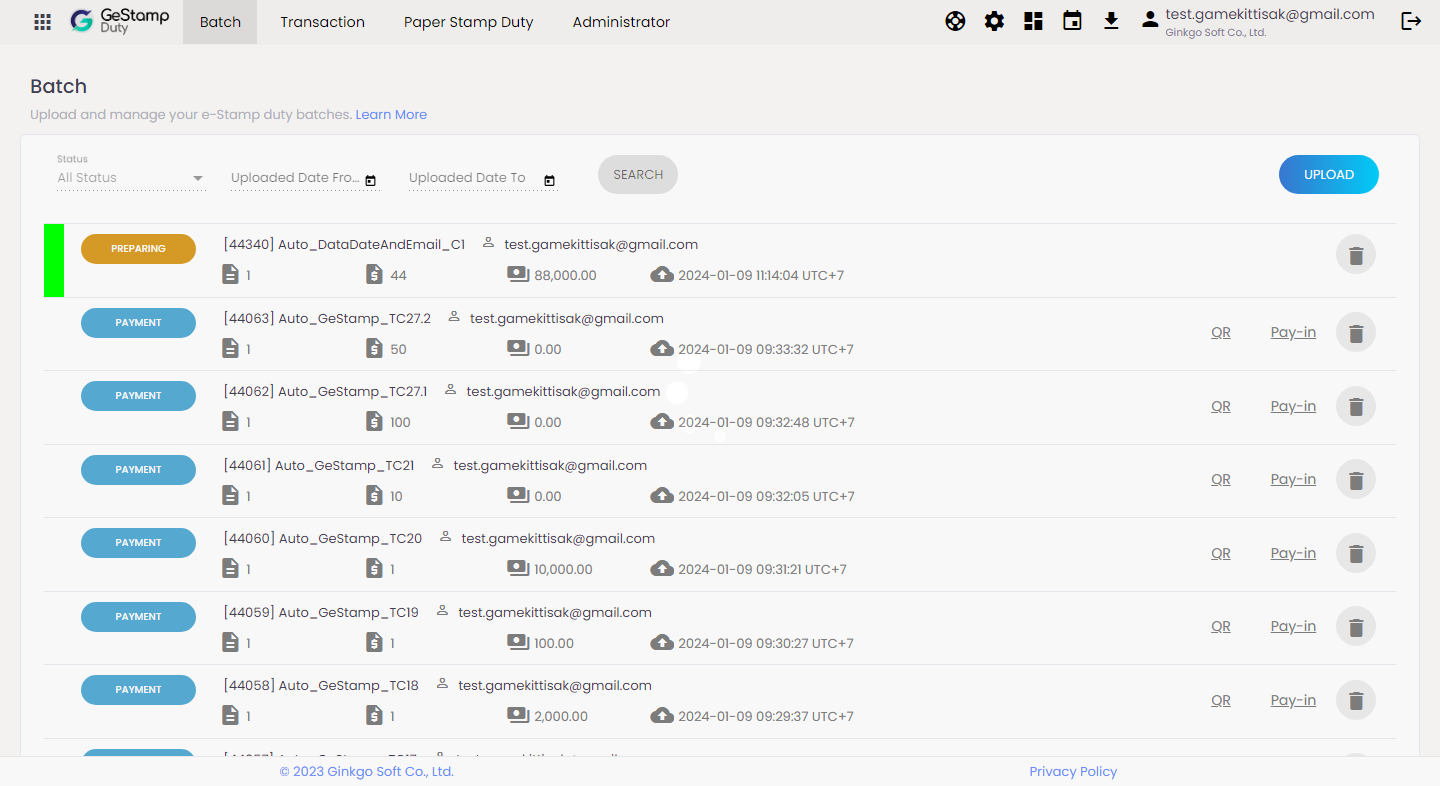 GeStamp
Duty
Batch
Transaction
Paper Stamp Duty
Administrator
test.gamekittisak@gmail.com
Ginkgo Soft Co., Ltd.
Batch
Upload and manage your e-Stamp duty batches. Learn More
Status
All Status
Uploaded Date Fro...
Uploaded Date To
SEARCH
UPLOAD
PREPARING
[44340] Auto_DataDateAndEmail_C1 test.gamekittisak@gmail.com
1 44 88,000.00 2024-01-09 11:14:04 UTC+7
PAYMENT
[44063] Auto_GeStamp_TC27.2 test.gamekittisak@gmail.com
QR Pay-in
1 50 0.00 2024-01-09 09:33:32 UTC+7
PAYMENT
[44062] Auto_GeStamp_TC27.1 test.gamekittisak@gmail.com
QR Pay-in
1 100 0.00 2024-01-09 09:32:48 UTC+7
PAYMENT
[44061] Auto_GeStamp_TC21 test.gamekittisak@gmail.com
QR Pay-in
1 10 0.00 2024-01-09 09:32:05 UTC+7
PAYMENT
[44060] Auto_GeStamp_TC20 test.gamekittisak@gmail.com
QR Pay-in
1 1 10,000.00 2024-01-09 09:31:21 UTC+7
PAYMENT
[44059] Auto_GeStamp_TC19 test.gamekittisak@gmail.com
QR Pay-in
1 1 100.00 2024-01-09 09:30:27 UTC+7
PAYMENT
[44058] Auto_GeStamp_TC18 test.gamekittisak@gmail.com
QR Pay-in
1 1 2,000.00 2024-01-09 09:29:37 UTC+7
© 2023 Ginkgo Soft Co., Ltd.
Privacy Policy